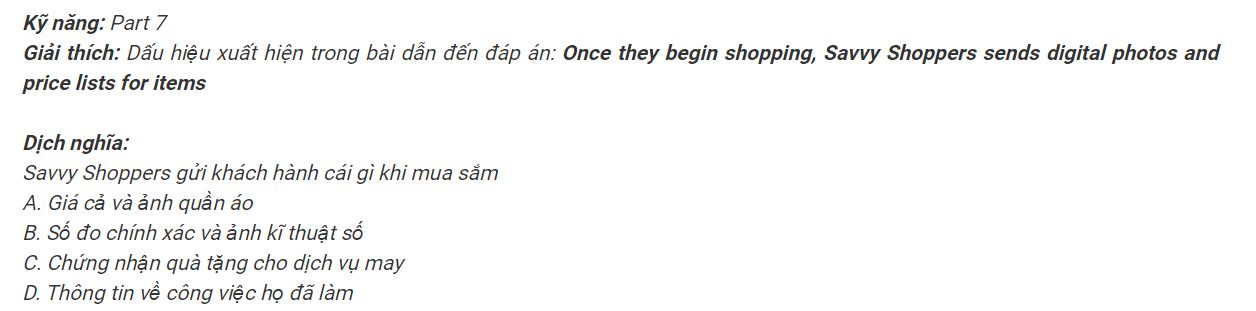 Kỹ năng: Part 7
Giải thích: Dấu hiệu xuất hiện trong bài dẫn đến đáp án: Once they begin shopping, Savvy Shoppers sends digital photos and
price lists for items
Dịch nghĩa:
Savvy Shoppers gửi khách hành cái gì khi mua sắm
A. Giá cả và ảnh quần áo
B. Số đo chính xác và ảnh kĩ thuật số
C. Chứng nhận quà tặng cho dịch vụ may
D. Thông tin về công việc họ đã làm